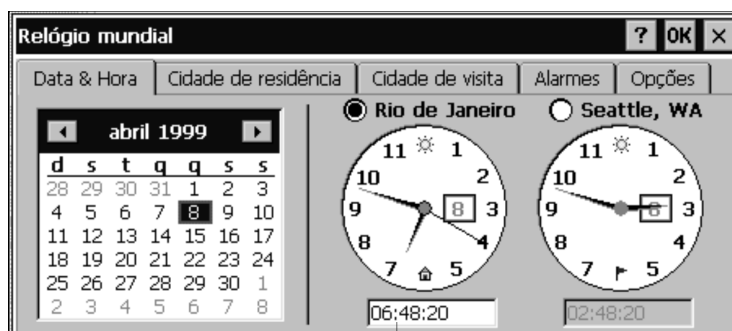 Relógio mundial ? OK ×
Data & Hora Cidade de residência Cidade de visita Alarmes Opções
Rio de Janeiro Seattle, WA
abril 1999
d s t q q s s
28 29 30 31 1 2 3
4 5 6 7 8 9 10
11 12 13 14 15 16 17
18 19 20 21 22 23 24
25 26 27 28 29 30 1
2 3 4 5 6 7 8
11 1
10 2
9 8 3
8 4
7 5
11 1
10 2
9 8 3
8 4
7 5
06:48:20 02:48:20